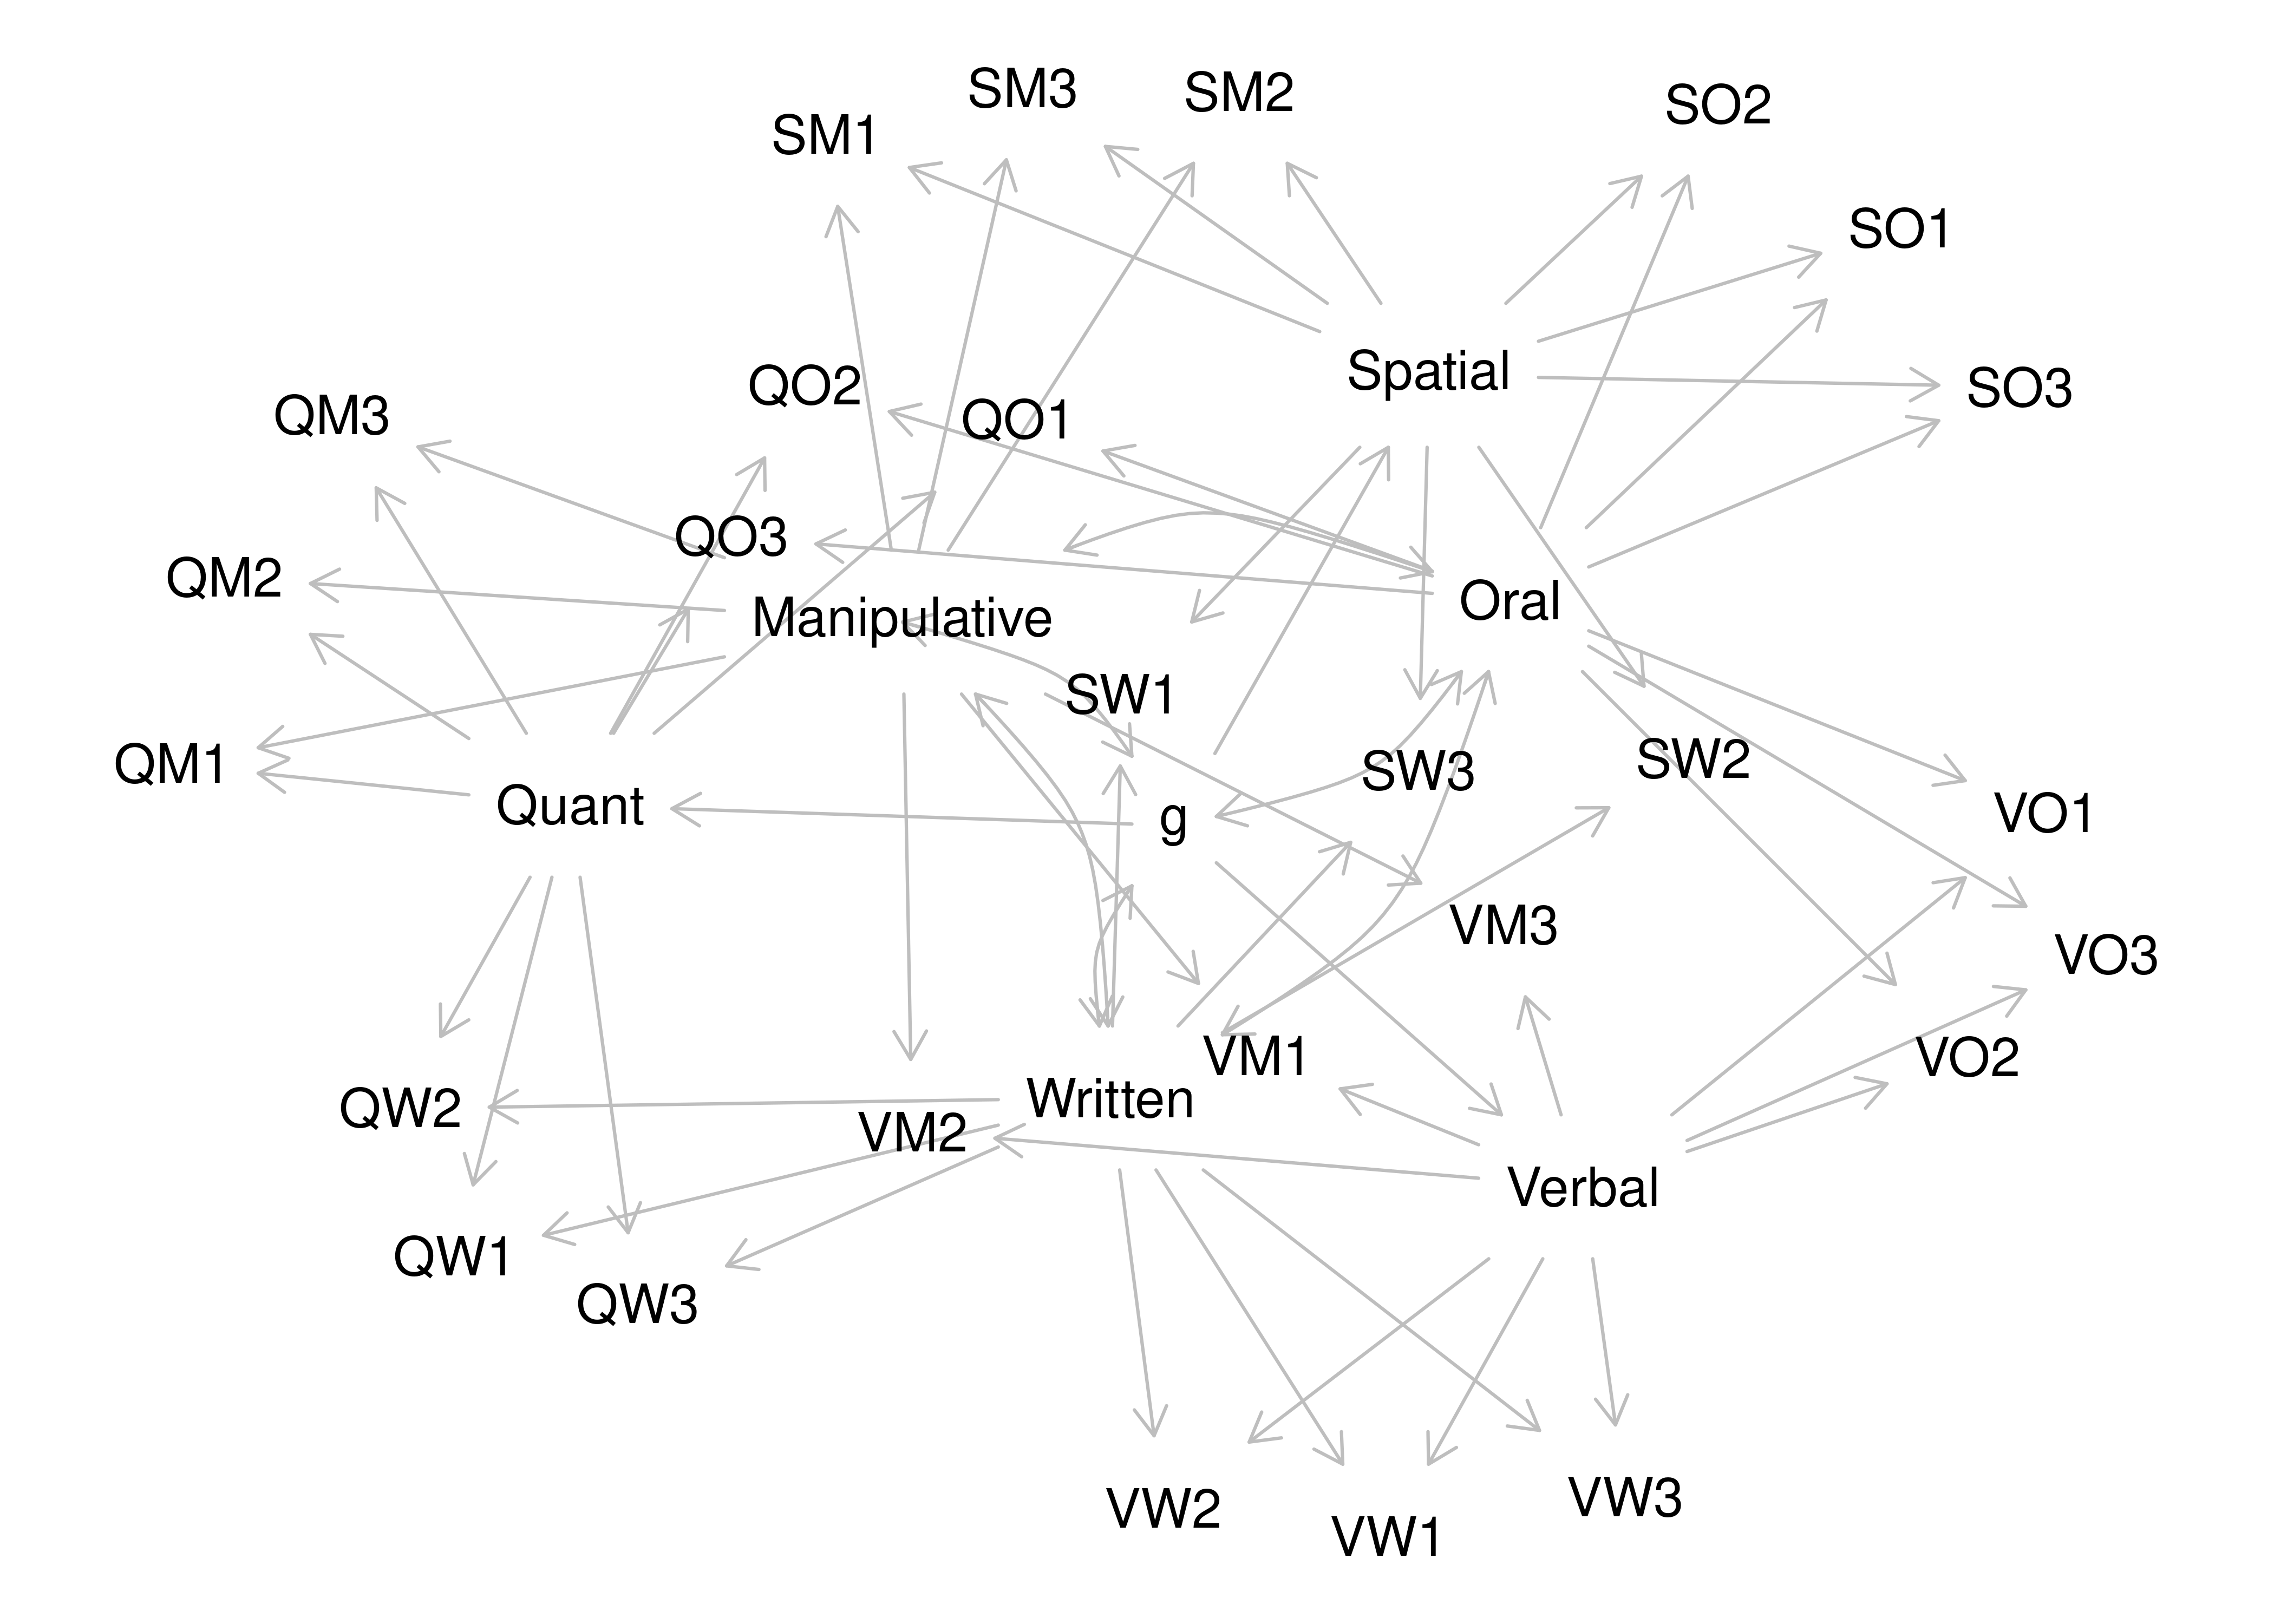 SM3
SM2
SO2
SM1
SO1
Spatial
QO2
SO3
QM3
QO1
QO3
QM2
Oral
Manipulative
SW1
SW2
QM1
SW3
Quant
g
VO1
VM3
VO3
VM1
VO2
Written
QW2
VM2
Verbal
QW1
QW3
VW3
VW2
VW1